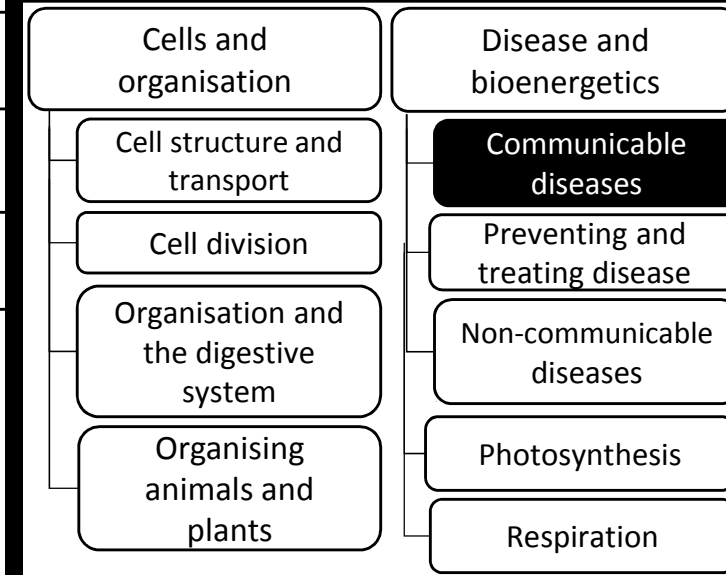 Cells and
organisation
Cell structure and
transport
Cell division
Organisation and
the digestive
system
Organising
animals and
plants
Disease and
bioenergetics
Communicable
diseases
Preventing and
treating disease
Non-communicable
diseases
Photosynthesis
Respiration